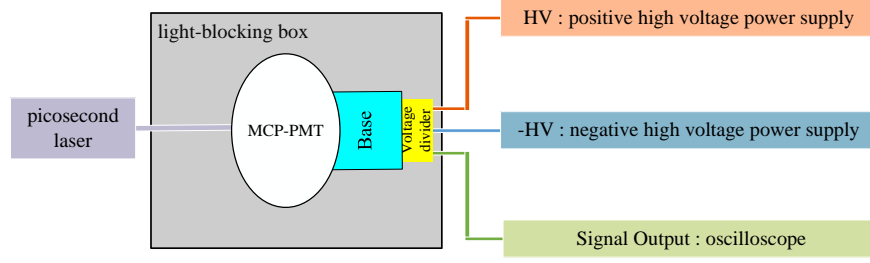 light-blocking box
HV : positive high voltage power supply
picosecond
laser
MCP-PMT
Base
Voltage
divider
-HV : negative high voltage power supply
Signal Output : oscilloscope